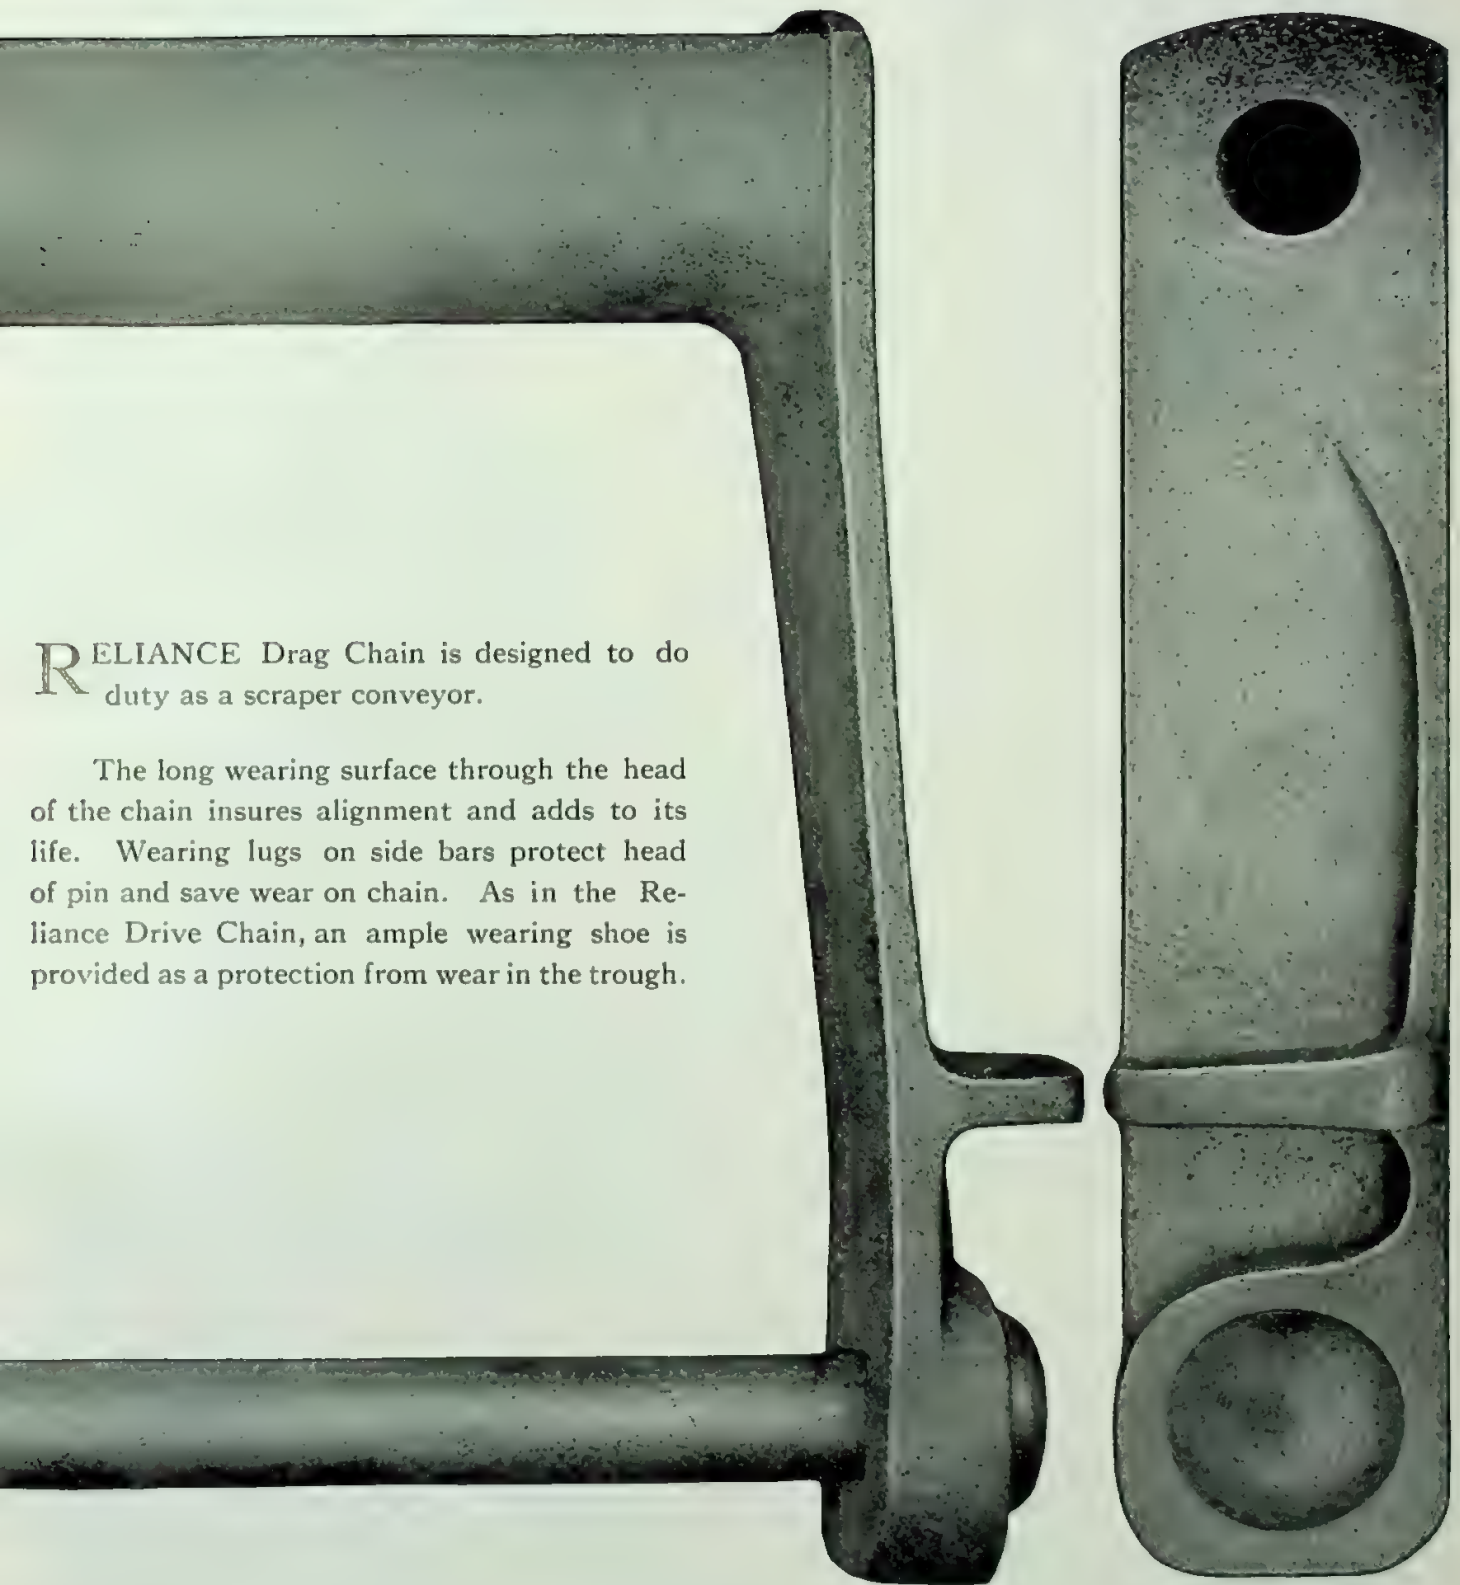 RELIANCE Drag Chain is designed to do
duty as a scraper conveyor.
The long wearing surface through the head
of the chain insures alignment and adds to its
life. Wearing lugs on side bars protect head
of pin and save wear on chain. As in the Re-
liance Drive Chain, an ample wearing shoe is
provided as a protection from wear in the trough.